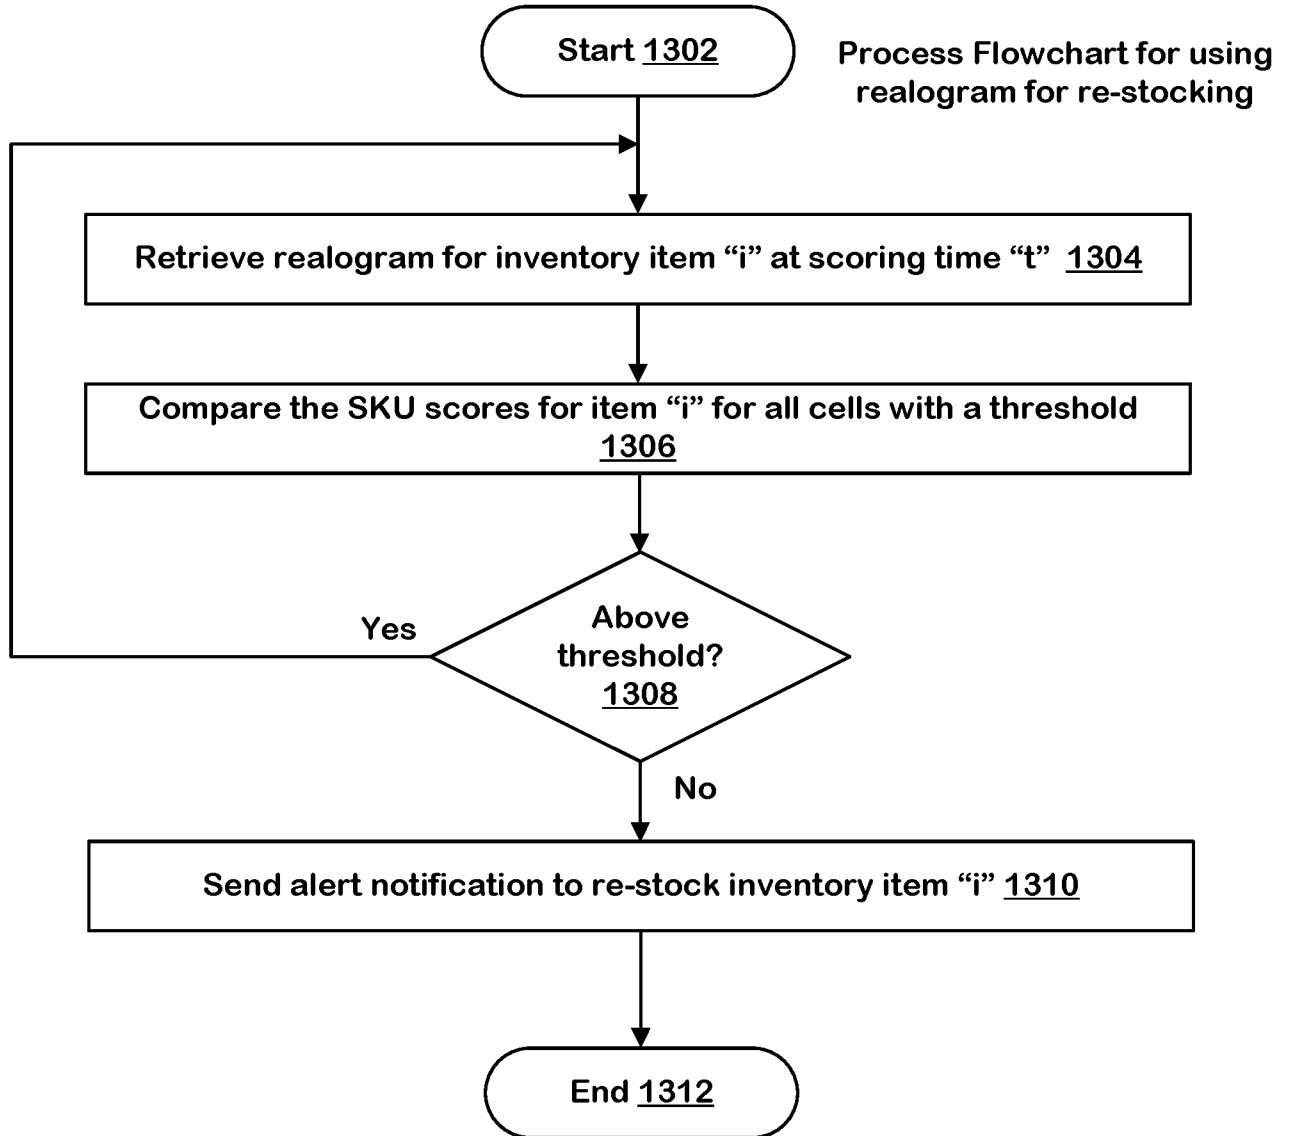 Start 1302
Process Flowchart for using
realogram for re-stocking
Retrieve realogram for inventory item “i” at scoring time “t” 1304
Compare the SKU scores for item “i” for all cells with a threshold
1306
Above
threshold?
1308
Yes
No
Send alert notification to re-stock inventory item “i” 1310
End 1312